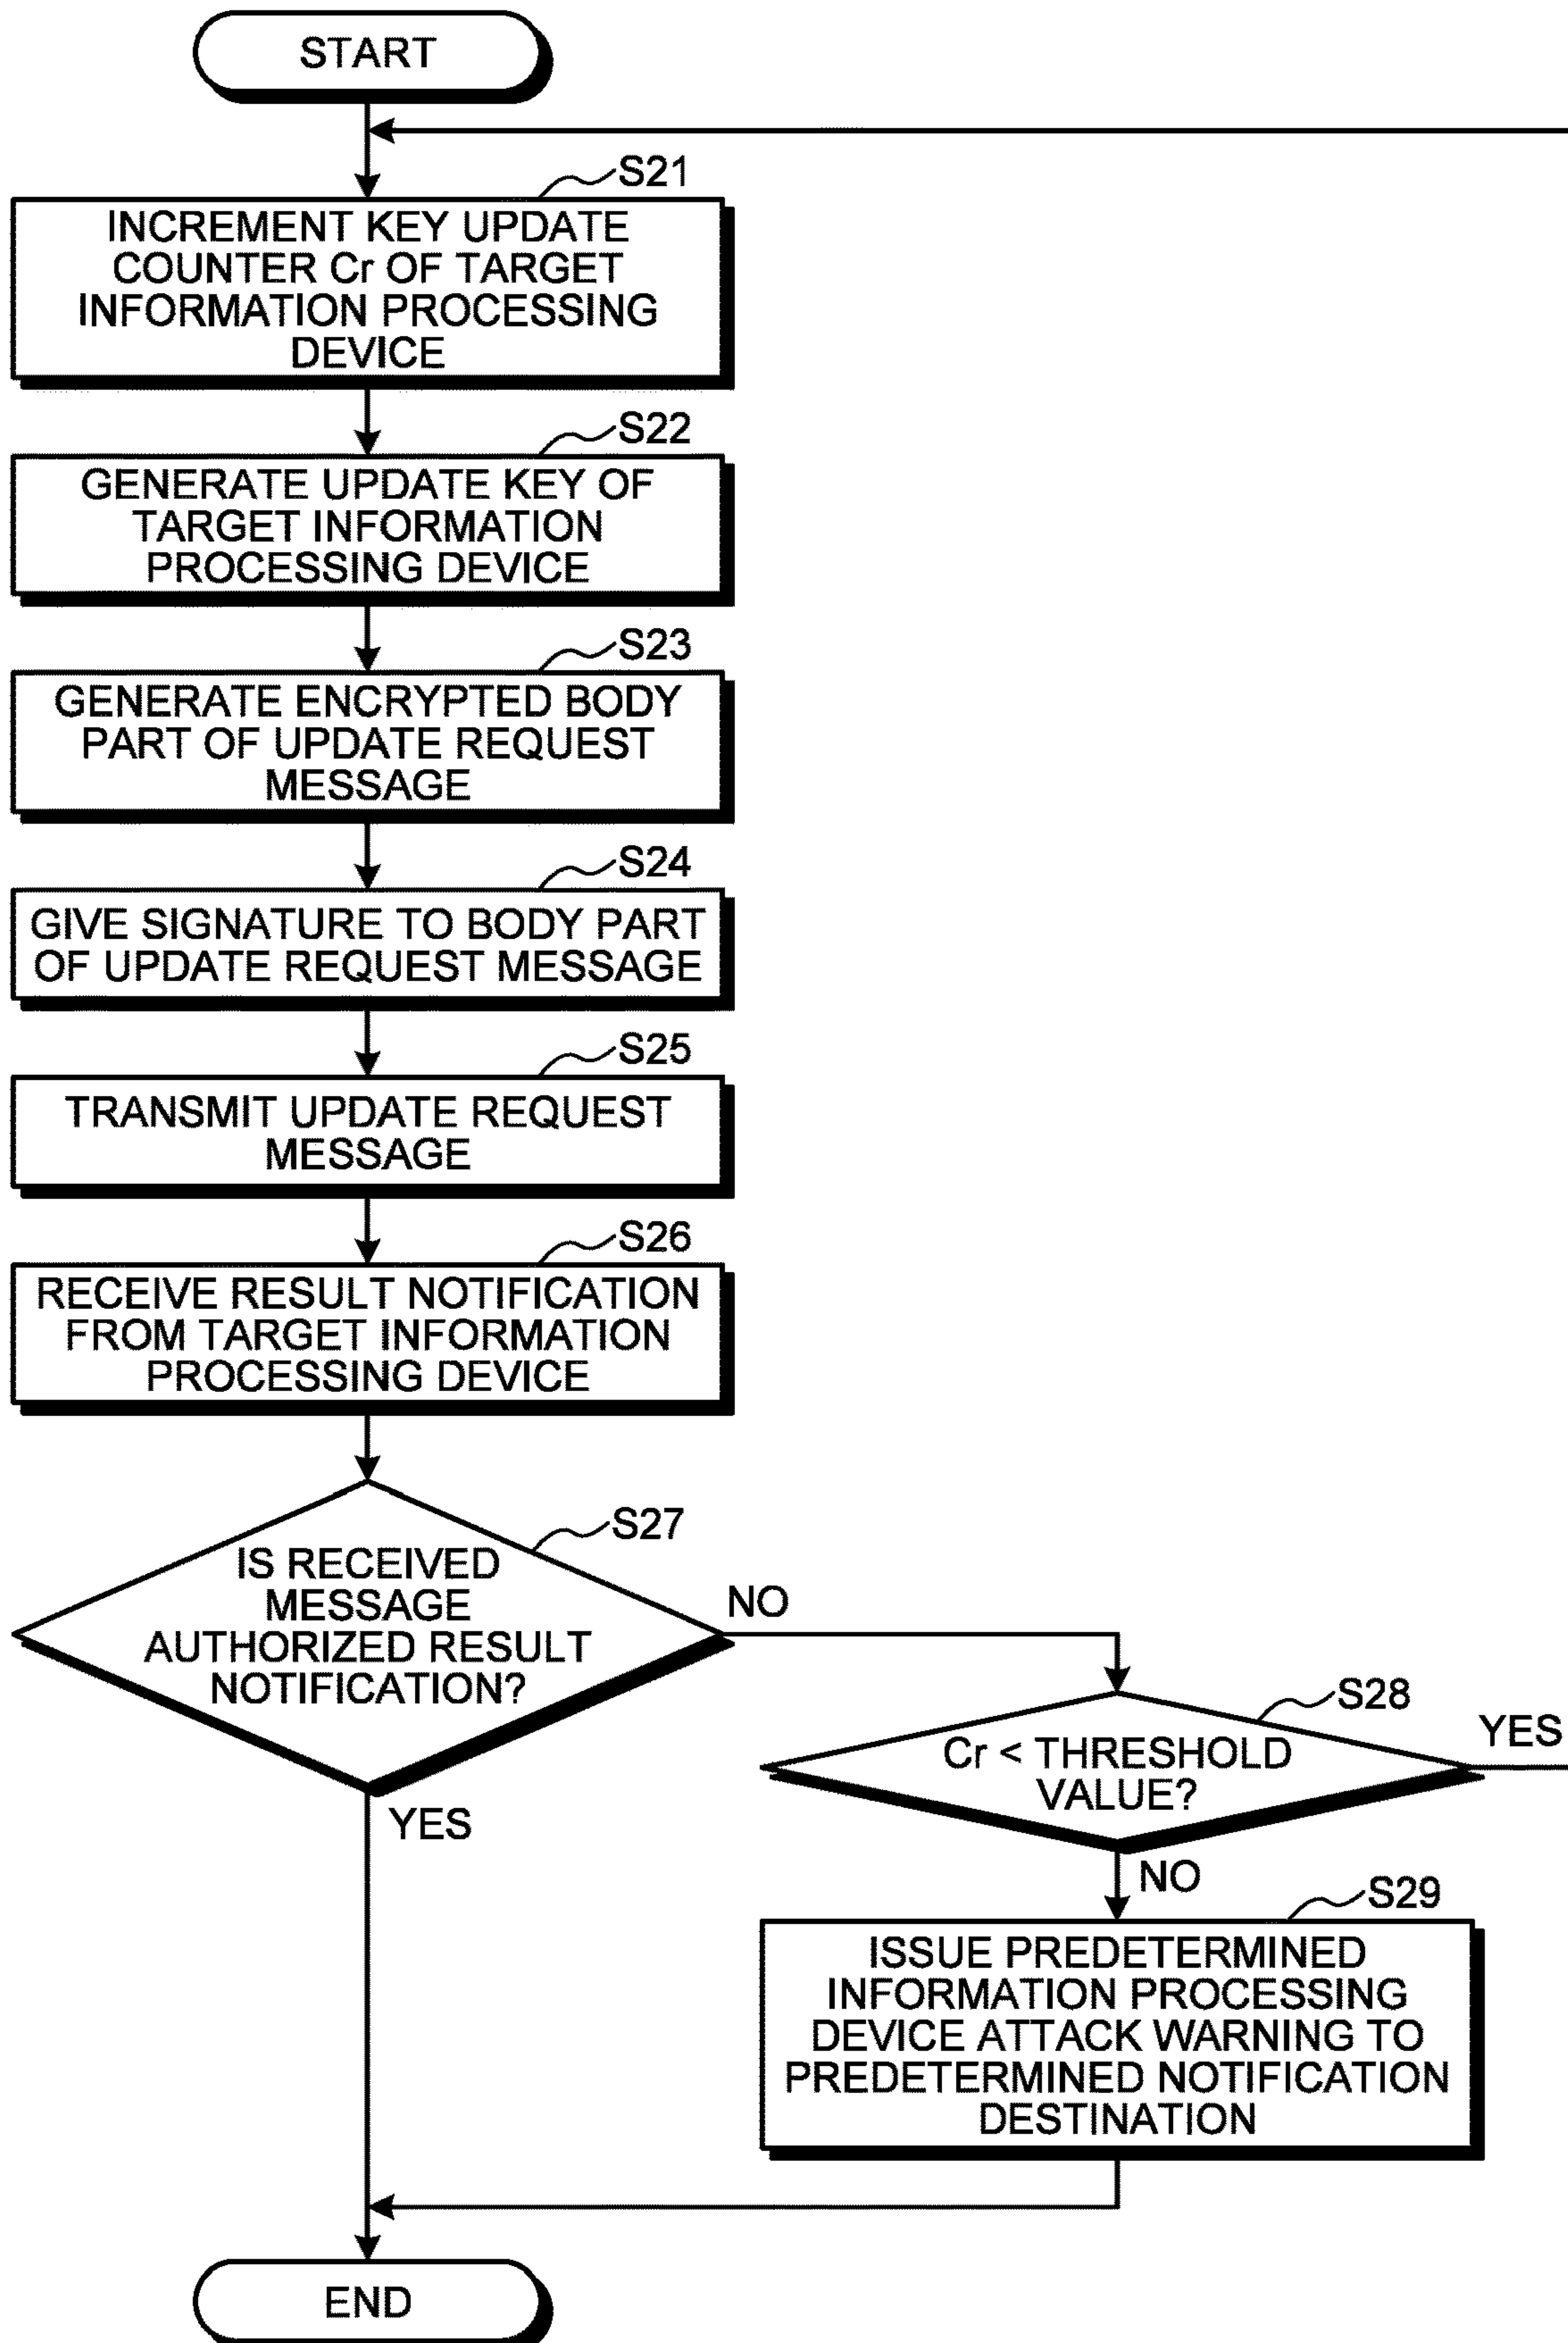 START
S21
INCREMENT KEY UPDATE
COUNTER Cr OF TARGET
INFORMATION PROCESSING
DEVICE
S22
GENERATE UPDATE KEY OF
TARGET INFORMATION
PROCESSING DEVICE
S23
GENERATE ENCRYPTED BODY
PART OF UPDATE REQUEST
MESSAGE
S24
GIVE SIGNATURE TO BODY PART
OF UPDATE REQUEST MESSAGE
S25
TRANSMIT UPDATE REQUEST
MESSAGE
S26
RECEIVE RESULT NOTIFICATION
FROM TARGET INFORMATION
PROCESSING DEVICE
S27
IS RECEIVED
MESSAGE
AUTHORIZED RESULT
NOTIFICATION?
NO
YES
S28
Cr < THRESHOLD
VALUE?
YES
NO
S29
ISSUE PREDETERMINED
INFORMATION PROCESSING
DEVICE ATTACK WARNING TO
PREDETERMINED NOTIFICATION
DESTINATION
END